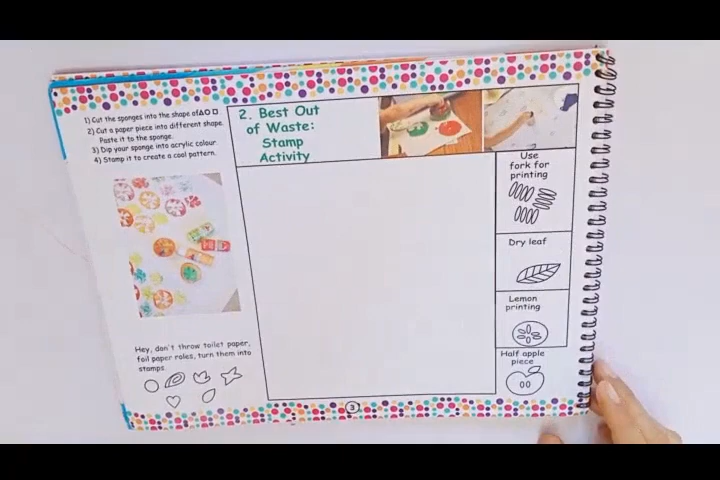 1) Cut the sponges into the shape of △○□
2) Cut a paper piece into different shape.
Paste it to the sponge.
3) Dip your sponge into acrylic colour.
4) Stamp it to create a cool pattern.
Hey, don't throw toilet paper,
foil paper roles, turn them into
stamps
2. Best Out
of Waste:
Stamp
Activity
Use
fork for
printing
Dry leaf
Lemon
printing
Half apple
piece
3